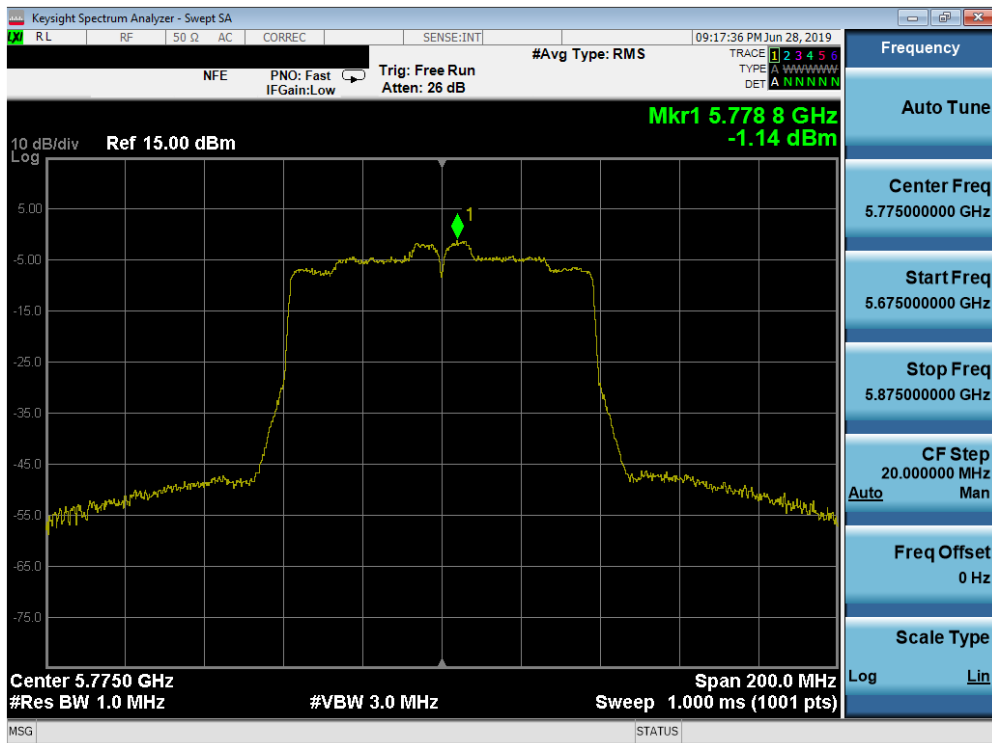 Keysight Spectrum Analyzer - Swept SA
LXI RL RF 50 Ω AC CORREC SENSE:INT 09:17:36 PM Jun 28, 2019
NFE PNO: Fast Trig: Free Run #Avg Type: RMS TRACE 1 2 3 4 5 6
IFGain:Low Atten: 26 dB TYPE A WWWWW
DET A N N N N N
Mkr1 5.778 8 GHz
-1.14 dBm
10 dB/div Ref 15.00 dBm
Log
1
5.00
-5.00
-15.0
-25.0
-35.0
-45.0
-55.0
-65.0
-75.0
Center 5.7750 GHz Span 200.0 MHz
#Res BW 1.0 MHz #VBW 3.0 MHz Sweep 1.000 ms (1001 pts)
MSG STATUS
Frequency
Auto Tune
Center Freq
5.775000000 GHz
Start Freq
5.675000000 GHz
Stop Freq
5.875000000 GHz
CF Step
20.000000 MHz
Auto Man
Freq Offset
0 Hz
Scale Type
Log Lin